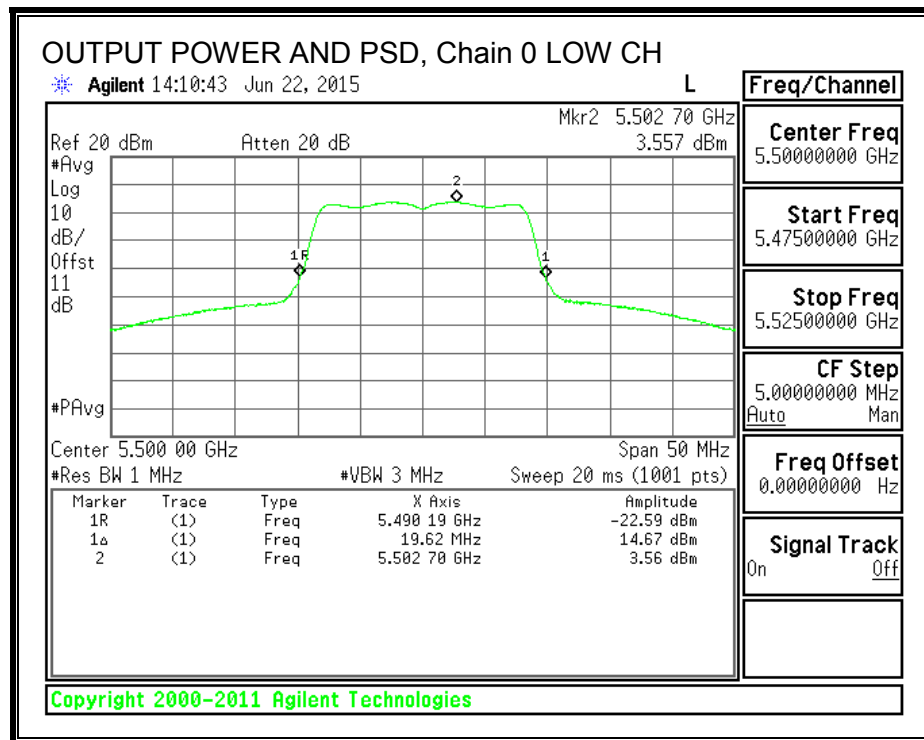 OUTPUT POWER AND PSD, Chain 0 LOW CH
Agilent 14:10:43 Jun 22, 2015 L
Mkr2 5.502 70 GHz
Ref 20 dBm Atten 20 dB 3.557 dBm
#Avg
Log
10
dB/
Offst
11
dB
#PAvg
2
1R
1
Center 5.500 00 GHz Span 50 MHz
#Res BW 1 MHz #VBW 3 MHz Sweep 20 ms (1001 pts)
Marker Trace Type X Axis Amplitude
1R (1) Freq 5.490 19 GHz -22.59 dBm
1Δ (1) Freq 19.62 MHz 14.67 dBm
2 (1) Freq 5.502 70 GHz 3.56 dBm
Freq/Channel
Center Freq
5.50000000 GHz
Start Freq
5.47500000 GHz
Stop Freq
5.52500000 GHz
CF Step
5.00000000 MHz
Auto Man
Freq Offset
0.00000000 Hz
Signal Track
On Off
Copyright 2000-2011 Agilent Technologies